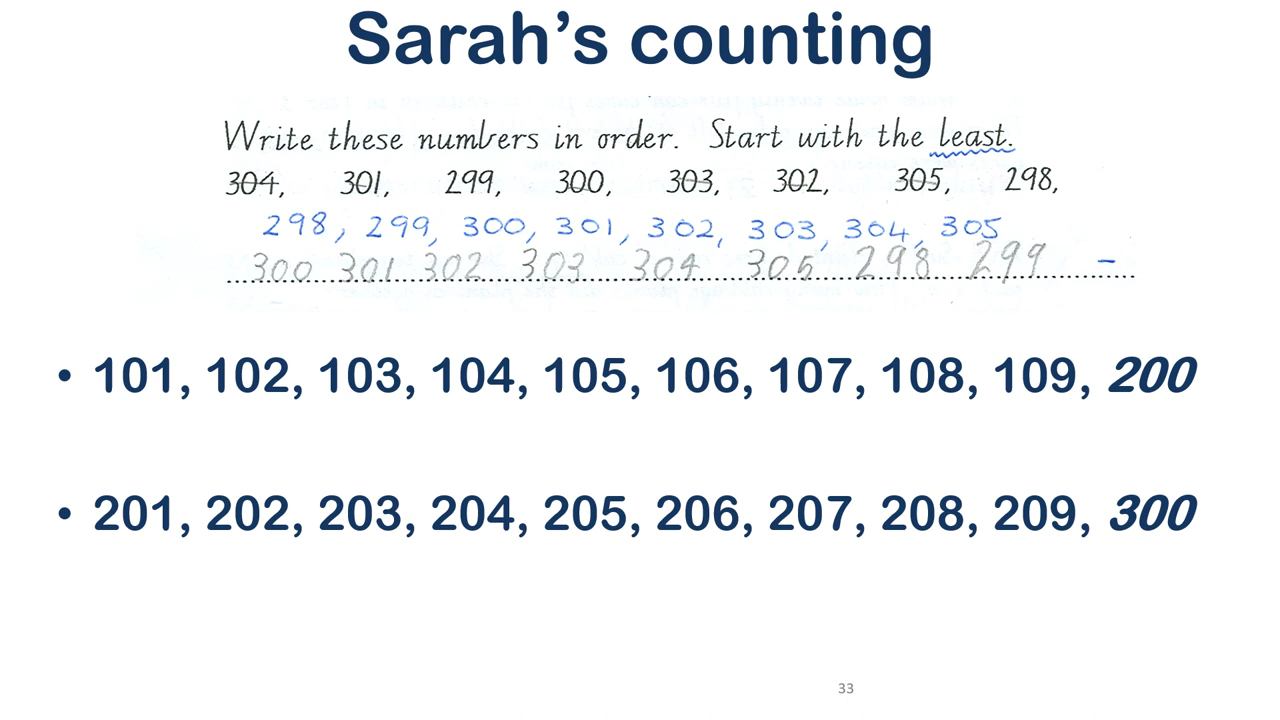 Sarah's counting
Write these numbers in order. Start with the least.
304, 301, 299, 300, 303, 302, 305, 298,
298, 299, 300, 301, 302, 303, 304, 305
300 301 302 303 304 305 298 299 -
• 101, 102, 103, 104, 105, 106, 107, 108, 109, 200
• 201, 202, 203, 204, 205, 206, 207, 208, 209, 300
33